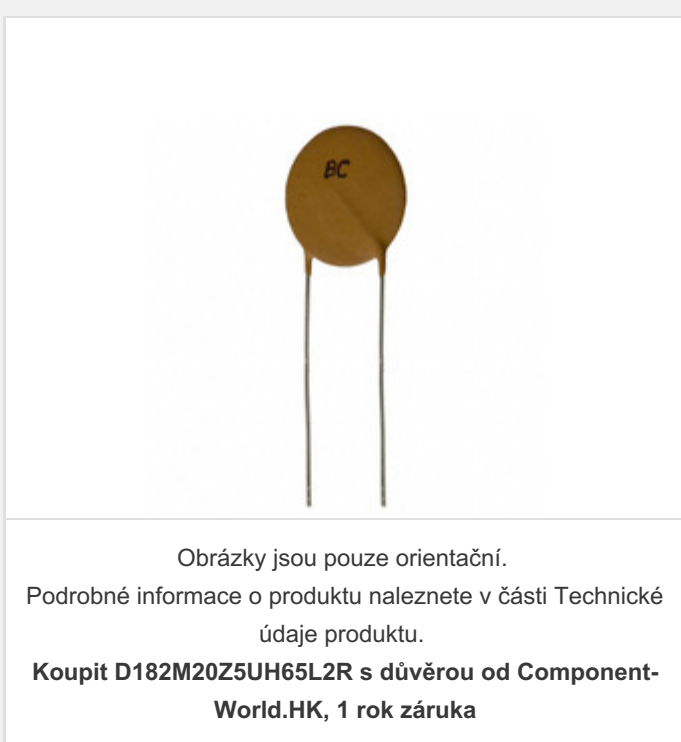 BC
Obrázky jsou pouze orientační.
Podrobné informace o produktu naleznete v části Technické
údaje produktu.
Koupit D182M20Z5UH65L2R s důvěrou od Component-
World.HK, 1 rok záruka